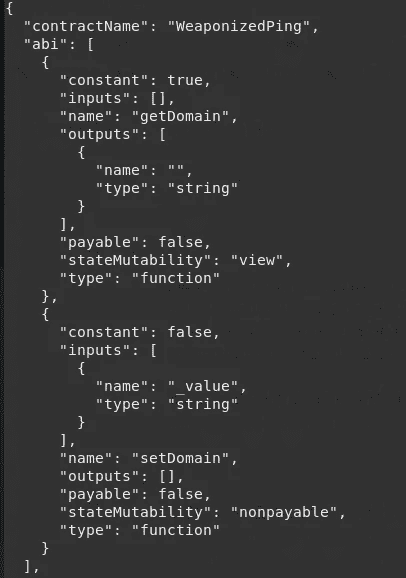 {
  "contractName": "WeaponizedPing",
  "abi": [
    {
      "constant": true,
      "inputs": [],
      "name": "getDomain",
      "outputs": [
        {
          "name": "",
          "type": "string"
        }
      ],
      "payable": false,
      "stateMutability": "view",
      "type": "function"
    },
    {
      "constant": false,
      "inputs": [
        {
          "name": "_value",
          "type": "string"
        }
      ],
      "name": "setDomain",
      "outputs": [],
      "payable": false,
      "stateMutability": "nonpayable",
      "type": "function"
    }
  ],